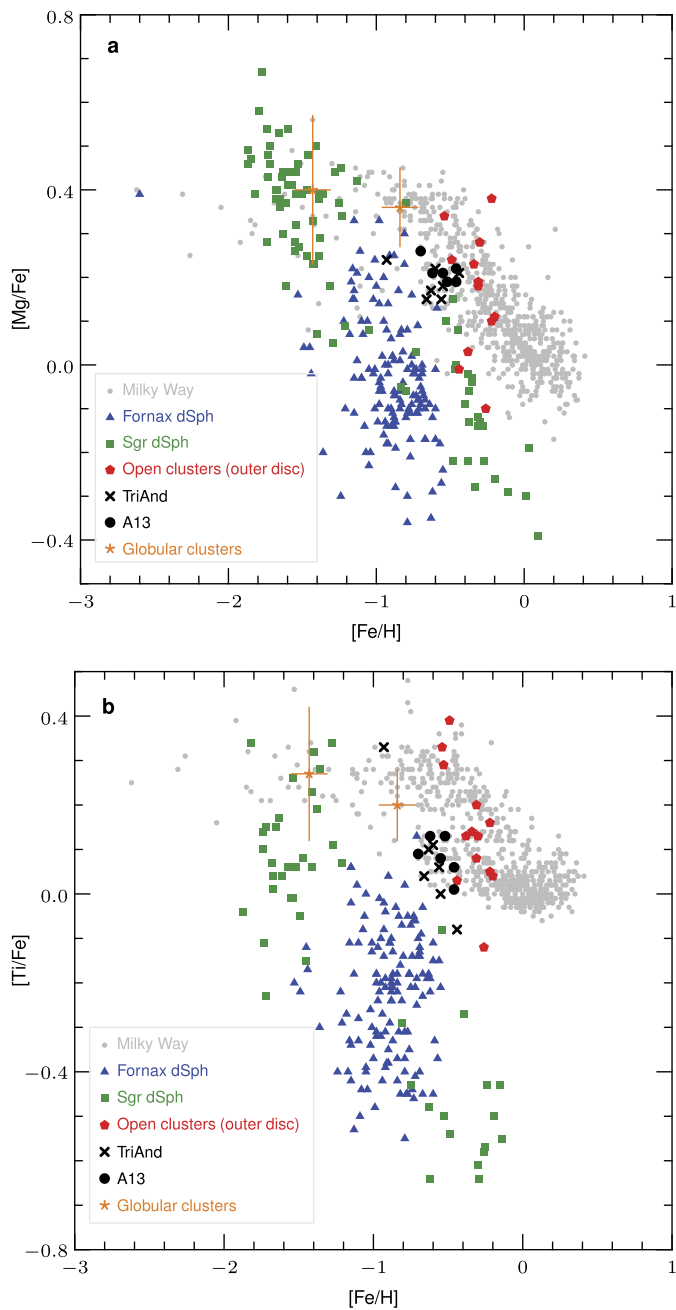 0.8
a
0.4
[Mg/Fe]
0.0
Milky Way
Fornax dSph
Sgr dSph
Open clusters (outer disc)
TriAnd
A13
−0.4
Globular clusters
−3 −2 −1 0 1
[Fe/H]
b
0.4
0.0
[Ti/Fe]
Milky Way
−0.4
Fornax dSph
Sgr dSph
Open clusters (outer disc)
TriAnd
A13
Globular clusters
−0.8
−3 −2 −1 0 1
[Fe/H]